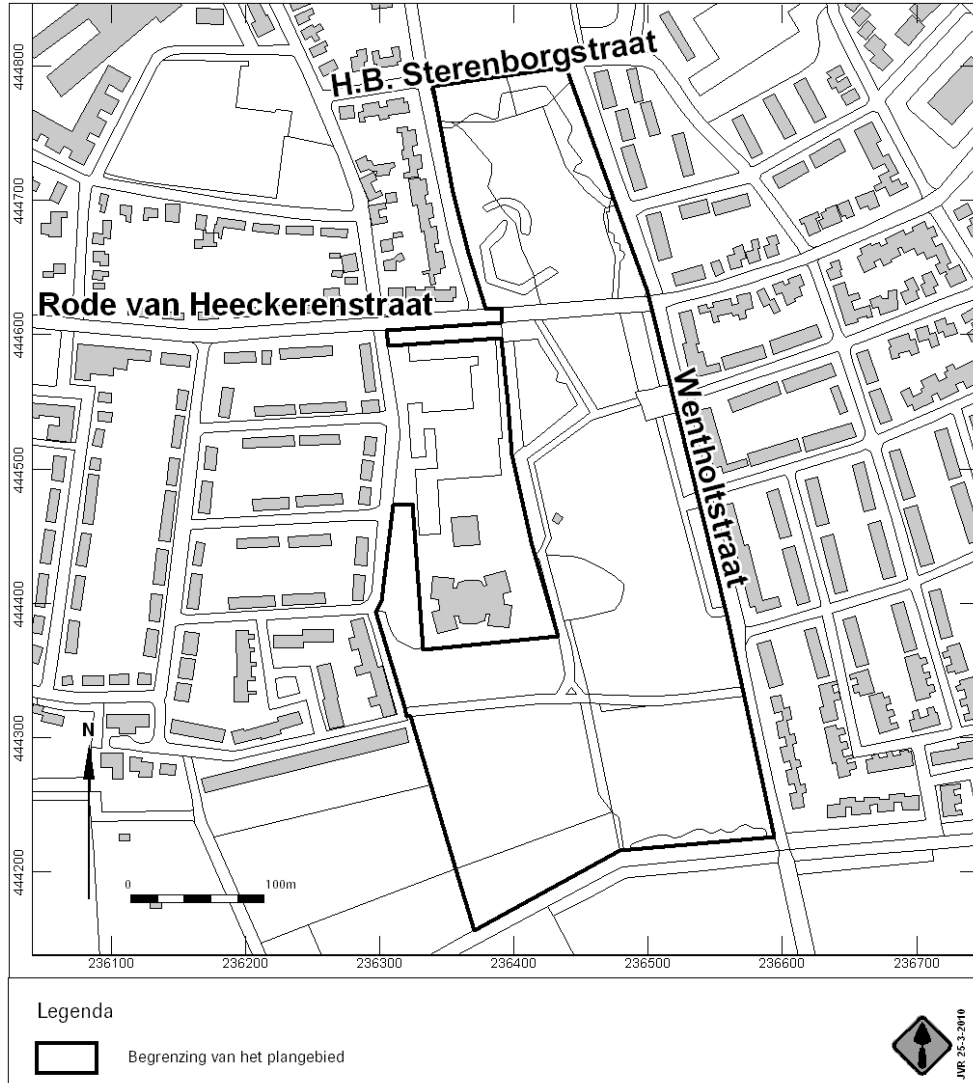 H.B. Sterenborgstraat
Rode van Heeckerenstraat
Wentholtstraat
444800
444700
444600
444500
444400
444300
444200
N
0 100m
236100 236200 236300 236400 236500 236600 236700
Legenda
Begrenzing van het plangebied
JVR 25-3-2010